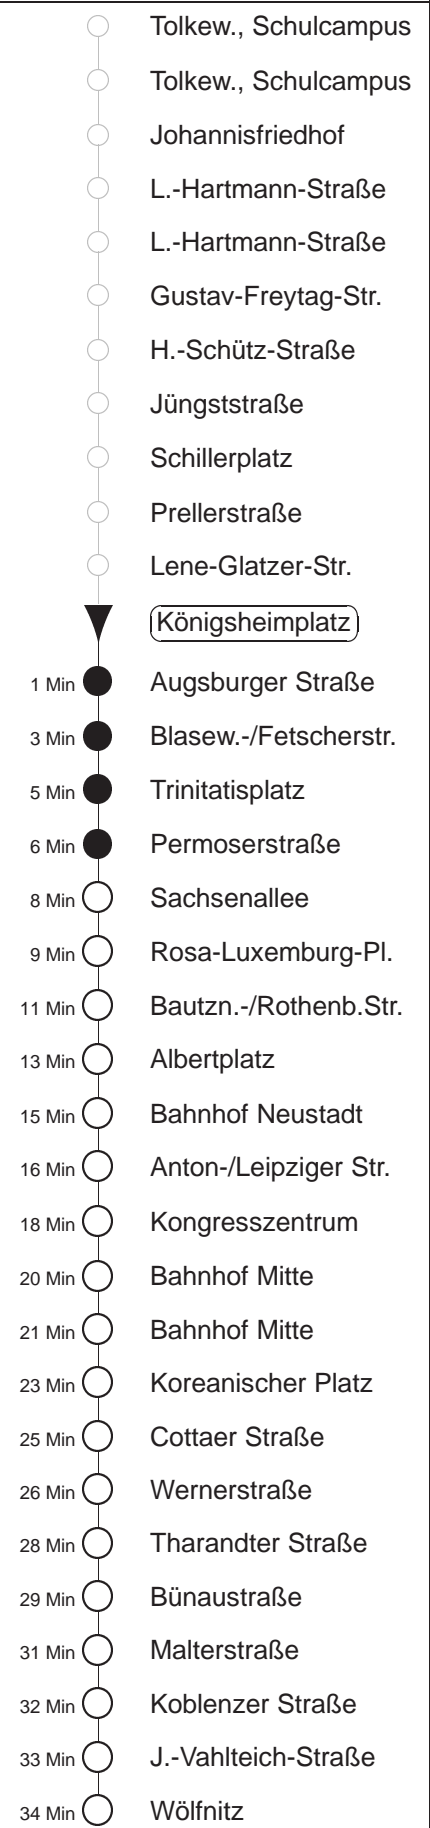 Tolkew., Schulcampus
Tolkew., Schulcampus
Johannisfriedhof
L.-Hartmann-Straße
L.-Hartmann-Straße
Gustav-Freytag-Str.
H.-Schütz-Straße
Jüngststraße
Schillerplatz
Prellerstraße
Lene-Glatzer-Str.
Königsheimplatz
1 Min Augsburger Straße
3 Min Blasew.-/Fetscherstr.
5 Min Trinitatisplatz
6 Min Permoserstraße
8 Min Sachsenallee
9 Min Rosa-Luxemburg-Pl.
11 Min Bautzn.-/Rothenb.Str.
13 Min Albertplatz
15 Min Bahnhof Neustadt
16 Min Anton-/Leipziger Str.
18 Min Kongresszentrum
20 Min Bahnhof Mitte
21 Min Bahnhof Mitte
23 Min Koreanischer Platz
25 Min Cottaer Straße
26 Min Wernerstraße
28 Min Tharandter Straße
29 Min Bünaustraße
31 Min Malterstraße
32 Min Koblenzer Straße
33 Min J.-Vahlteich-Straße
34 Min Wölfnitz